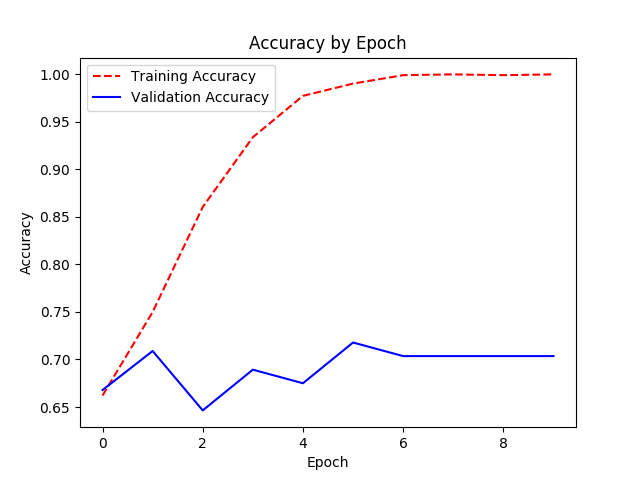 Accuracy by Epoch
Training Accuracy
Validation Accuracy
1.00
0.95
0.90
0.85
0.80
0.75
0.70
0.65
Accuracy
0 2 4 6 8
Epoch